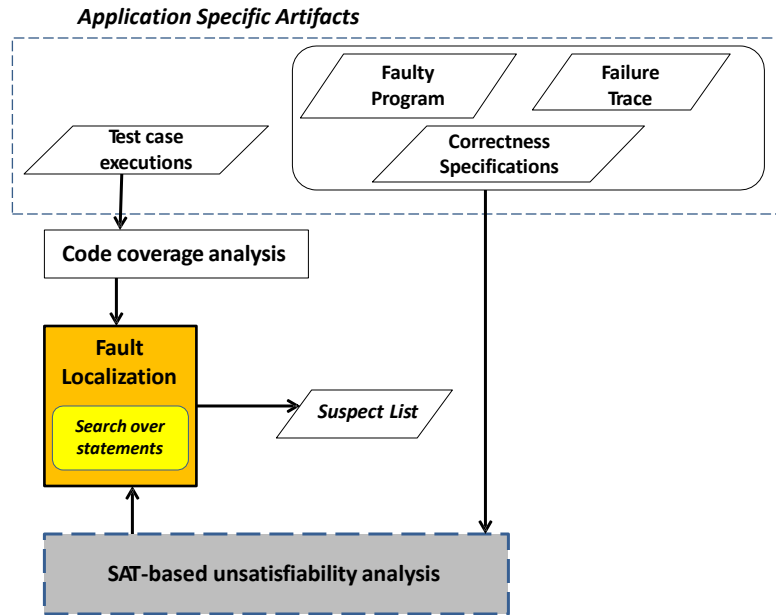 Application Specific Artifacts
Faulty
Program
Failure
Trace
Test case
executions
Correctness
Specifications
Code coverage analysis
Fault
Localization
Search over
statements
Suspect List
SAT-based unsatisfiability analysis